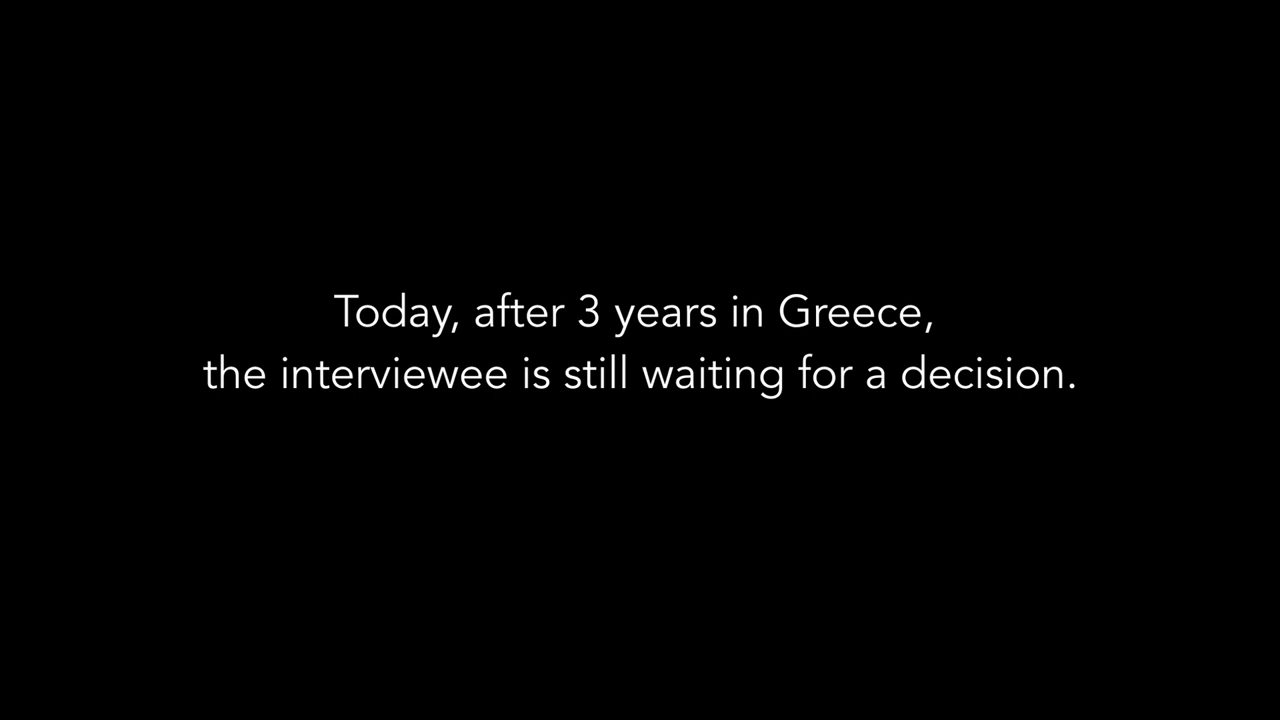 Today, after 3 years in Greece,
the interviewee is still waiting for a decision.